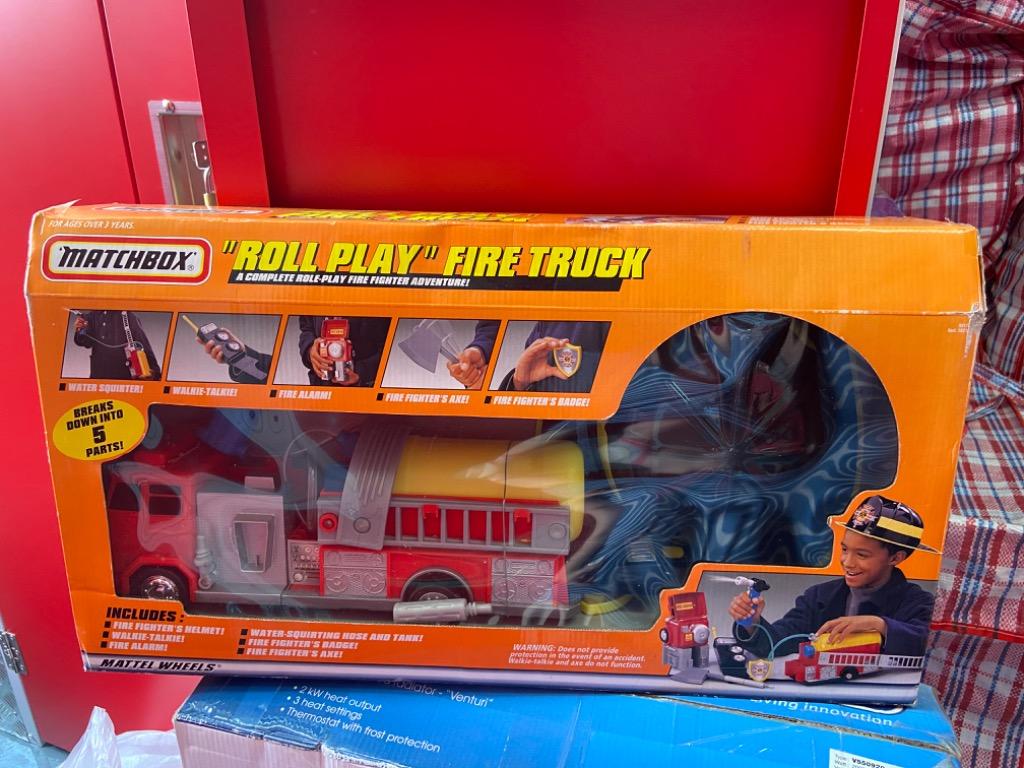 FOR AGES OVER 3 YEARS.
MATCHBOX®
"ROLL PLAY" FIRE TRUCK
A COMPLETE ROLE-PLAY FIRE FIGHTER ADVENTURE!
WATER SQUIRTER!
WALKIE-TALKIE!
FIRE ALARM!
FIRE FIGHTER'S AXE!
FIRE FIGHTER'S BADGE!
BREAKS
DOWN INTO
5
PARTS!
INCLUDES:
FIRE FIGHTER'S HELMET!
WALKIE-TALKIE!
FIRE ALARM!
WATER-SQUIRTING HOSE AND TANK!
FIRE FIGHTER'S BADGE!
FIRE FIGHTER'S AXE!
WARNING: Does not provide
protection in the event of an accident.
Walkie-talkie and axe do not function.
MATTEL WHEELS
radiator - "Venturi"
• 2 kW heat output
• 3 heat settings
• Thermostat with frost protection
innovation